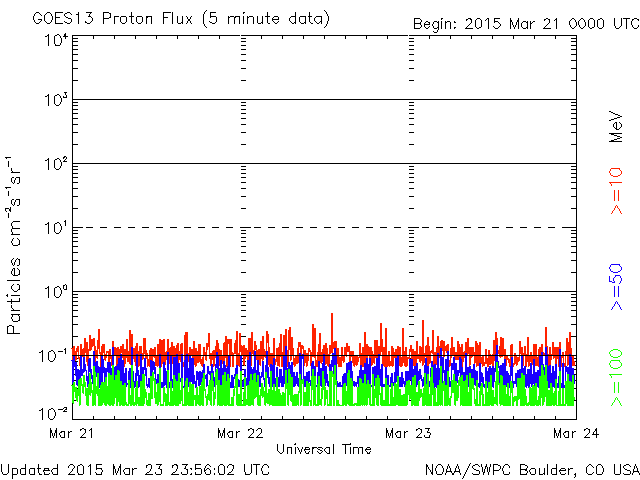 GOES13 Proton Flux (5 minute data)
Begin: 2015 Mar 21 0000 UTC
Particles cm⁻²s⁻¹sr⁻¹
10⁴
10³
10²
10¹
10⁰
10⁻¹
10⁻²
MeV
>=10
>=50
>=100
Mar 21
Mar 22
Mar 23
Mar 24
Universal Time
Updated 2015 Mar 23 23:56:02 UTC
NOAA/SWPC Boulder, CO USA